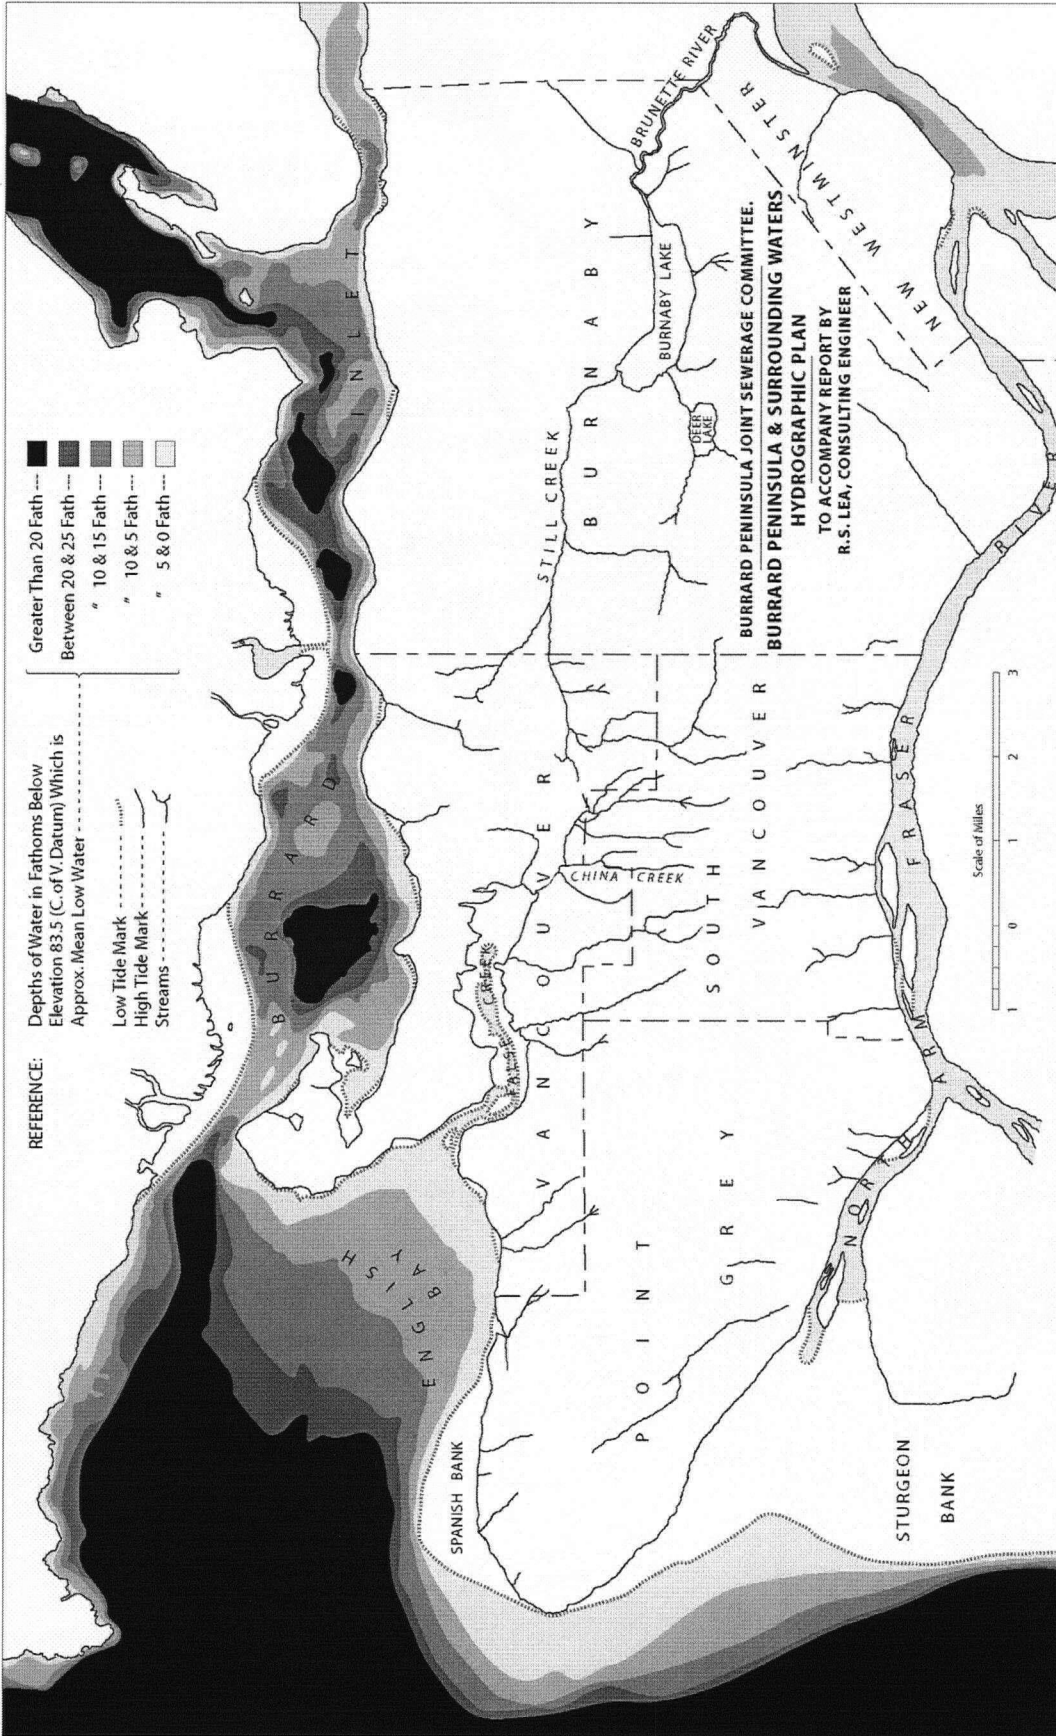 REFERENCE:
Depths of Water in Fathoms Below
Elevation 83.5 (C. of V. Datum) Which is
Approx. Mean Low Water ----------
Greater Than 20 Fath ---
Between 20 & 25 Fath ---
" 10 & 15 Fath ---
" 10 & 5 Fath ---
" 5 & 0 Fath ---
Low Tide Mark --------
High Tide Mark -------
Streams ----------
BURRARD INLET
ENGLISH
BAY
SPANISH BANK
FALSE CREEK
VANCOUVER
STILL CREEK
BURNABY
BURNABY LAKE
DEER
LAKE
BRUNETTE RIVER
NEW WESTMINSTER
CHINA CREEK
SOUTH
VANCOUVER
POINT
GREY
BURRARD PENINSULA JOINT SEWERAGE COMMITTEE.
BURRARD PENINSULA & SURROUNDING WATERS
HYDROGRAPHIC PLAN
TO ACCOMPANY REPORT BY
R.S. LEA, CONSULTING ENGINEER
NORTH ARM FRASER RIVER
STURGEON
BANK
1 0 1 2 3
Scale of Miles